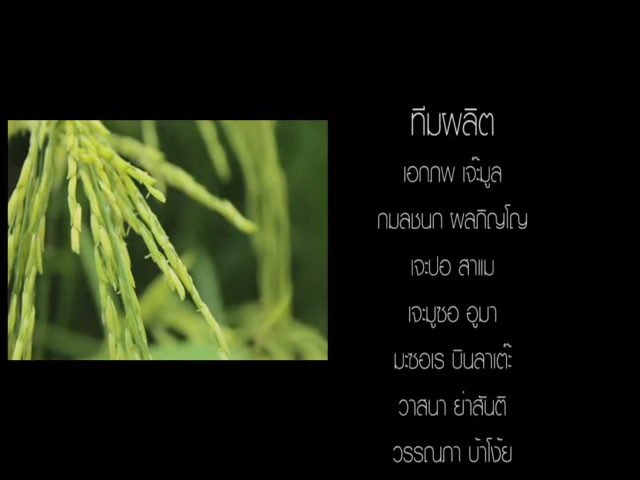 ทีมผลิต
เอกภพ เจ๊ะมูล
กมลชนก ผลภิญโญ
เจะปอ สาแม
เจะมูซอ อูมา
มะซอเร บินลาเต๊ะ
วาสนา ย่าสันติ
วรรณภา บ้าโง้ย